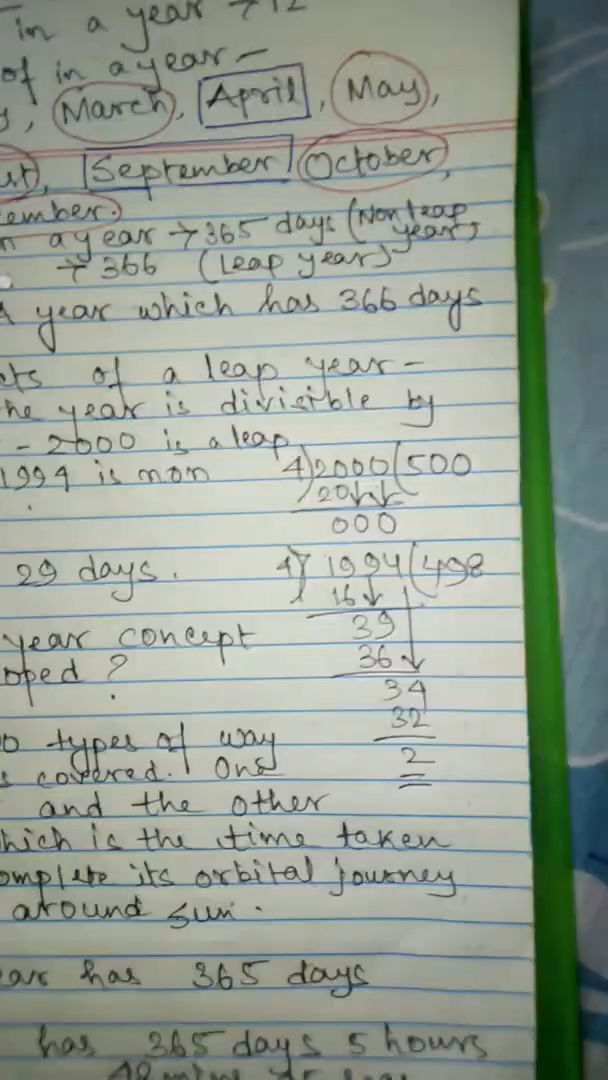 in a year → 12
of in a year -
March, April, May,
September October,
ember.
a year → 365 days (Non leap
year)
→ 366 (Leap year)
year which has 366 days
of a leap year -
he year is divisible by
- 2000 is a leap
1994 is non
4)2000(500
20
000
29 days.
4) 1994(498
16
39
year concept
36
oped ?
34
32
types of way
2
covered. One
and the other
hich is the time taken
omplete its orbital journey
around sun.
ear has 365 days
has 365 days 5 hours